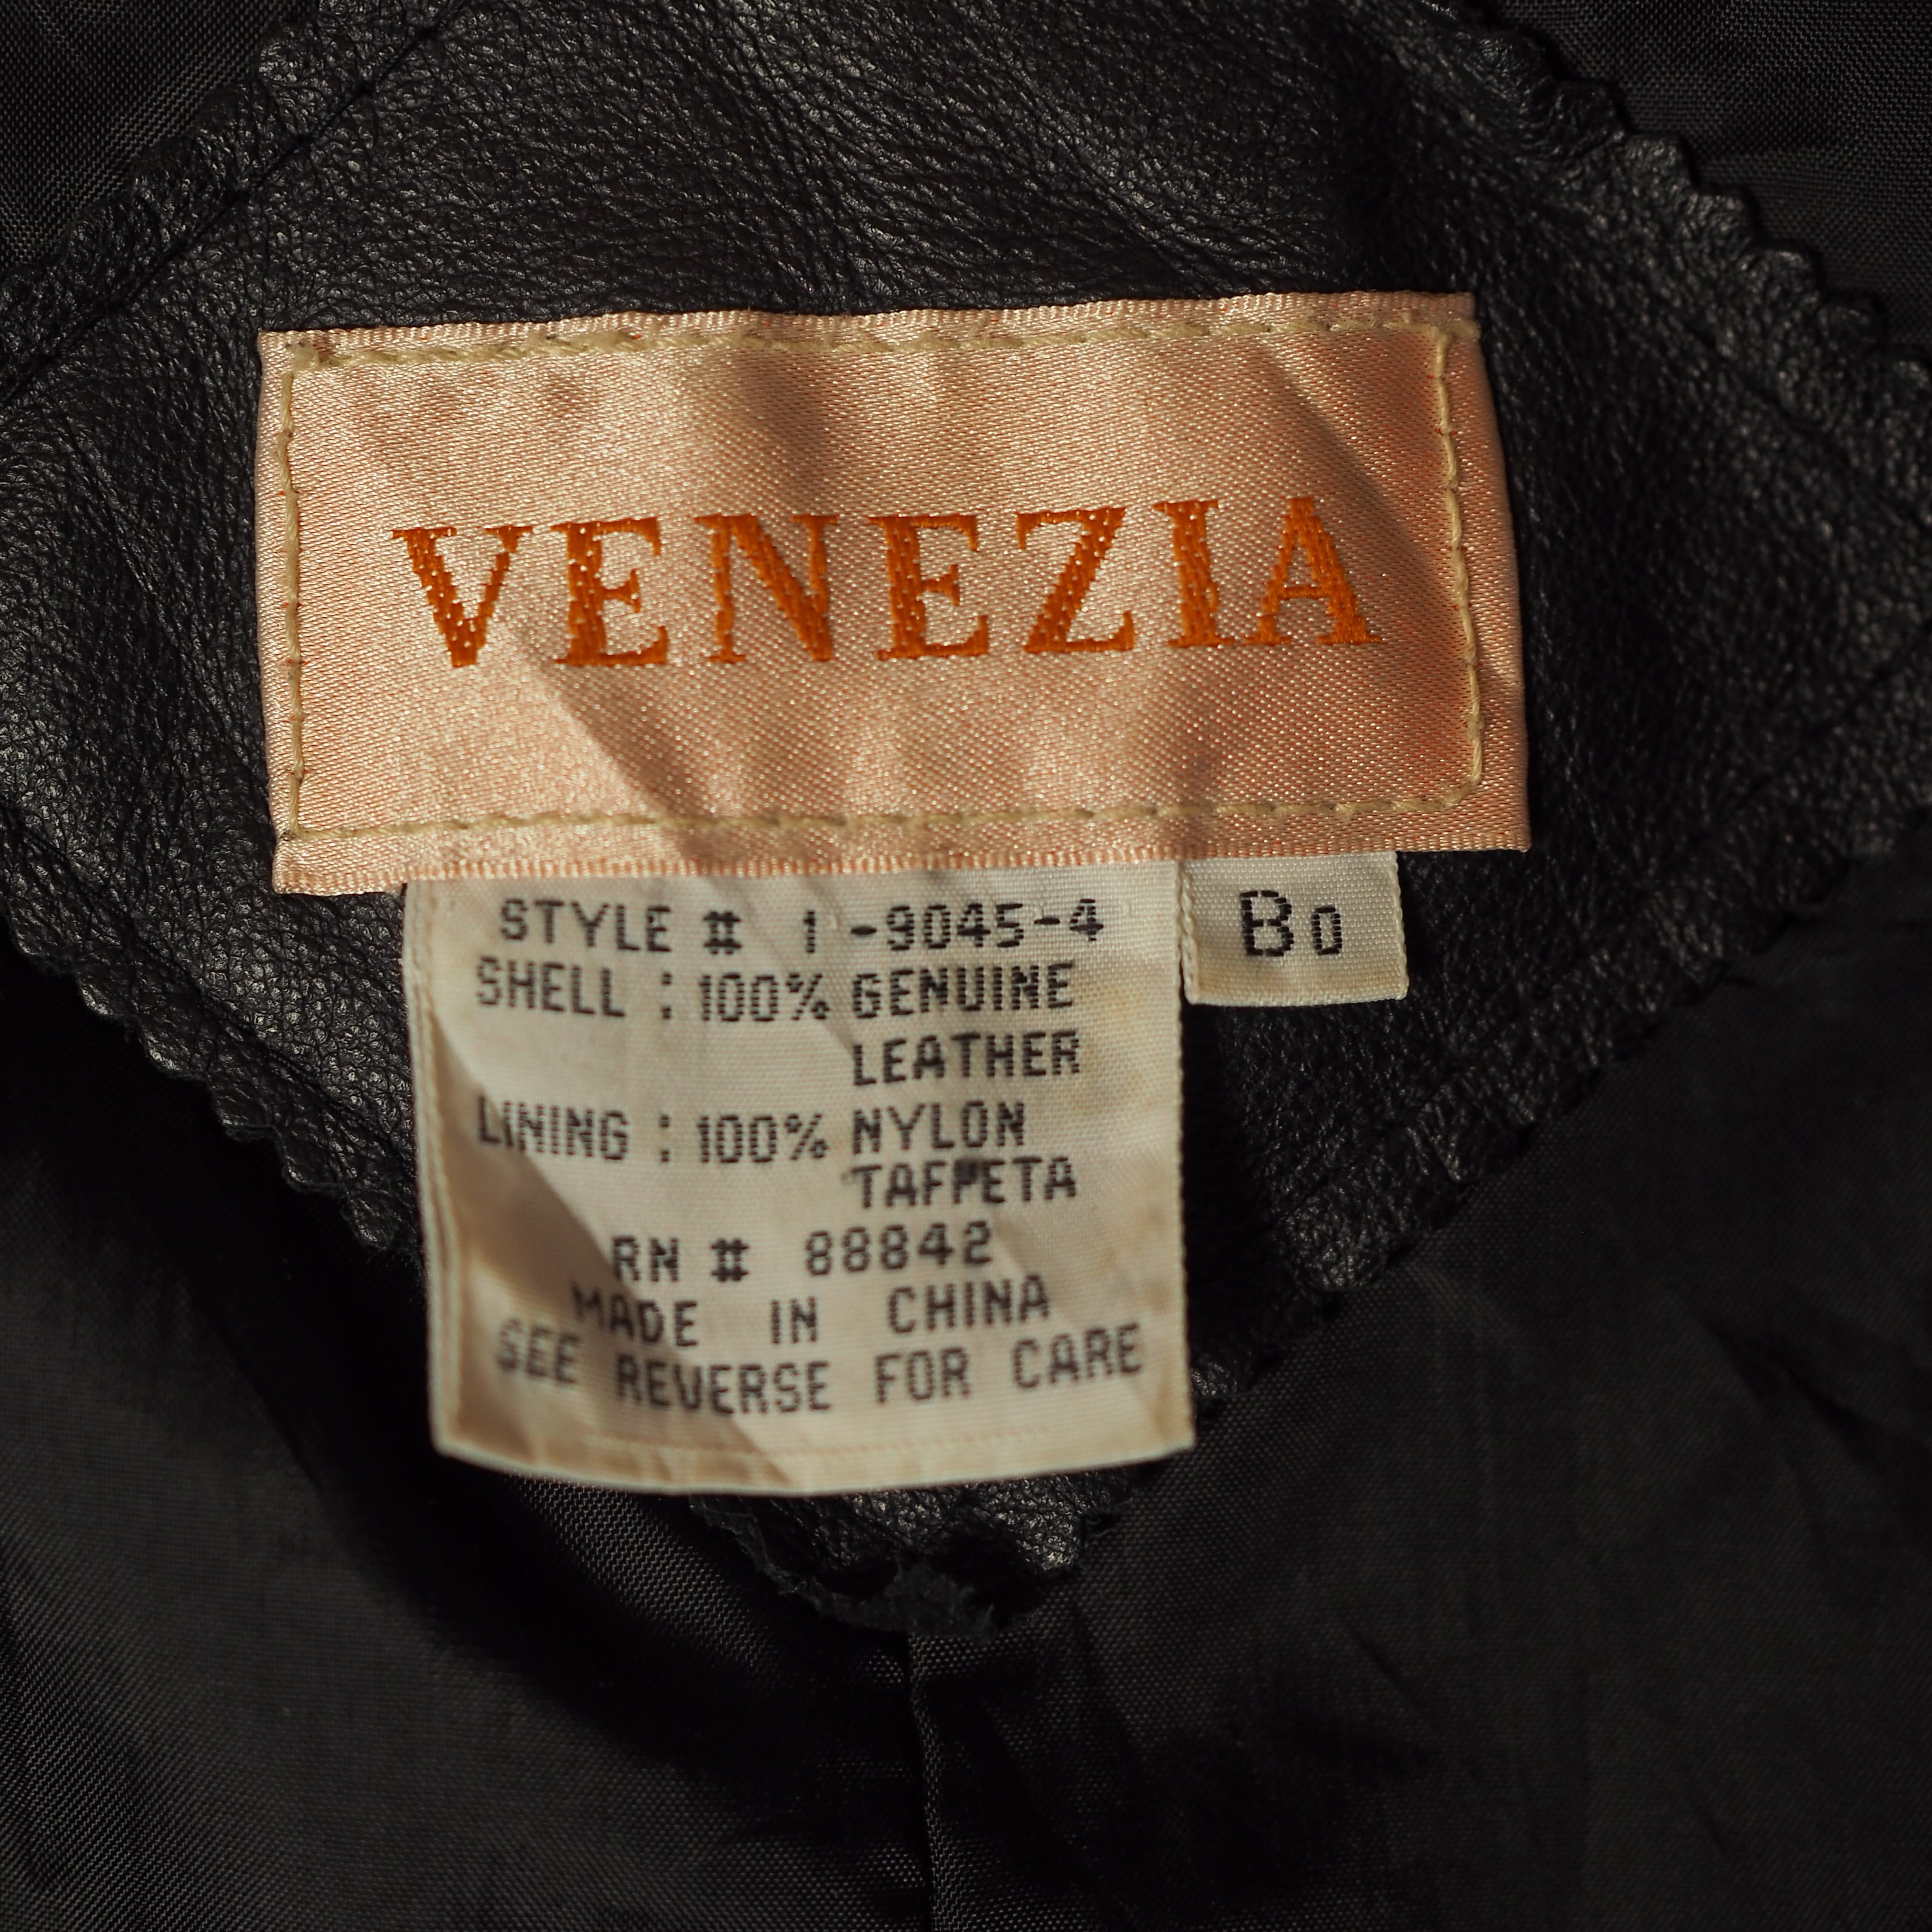 VENEZIA
STYLE # 1-9045-4
B0
SHELL : 100% GENUINE
LEATHER
LINING : 100% NYLON
TAFFETA
RN # 88842
MADE IN CHINA
SEE REVERSE FOR CARE